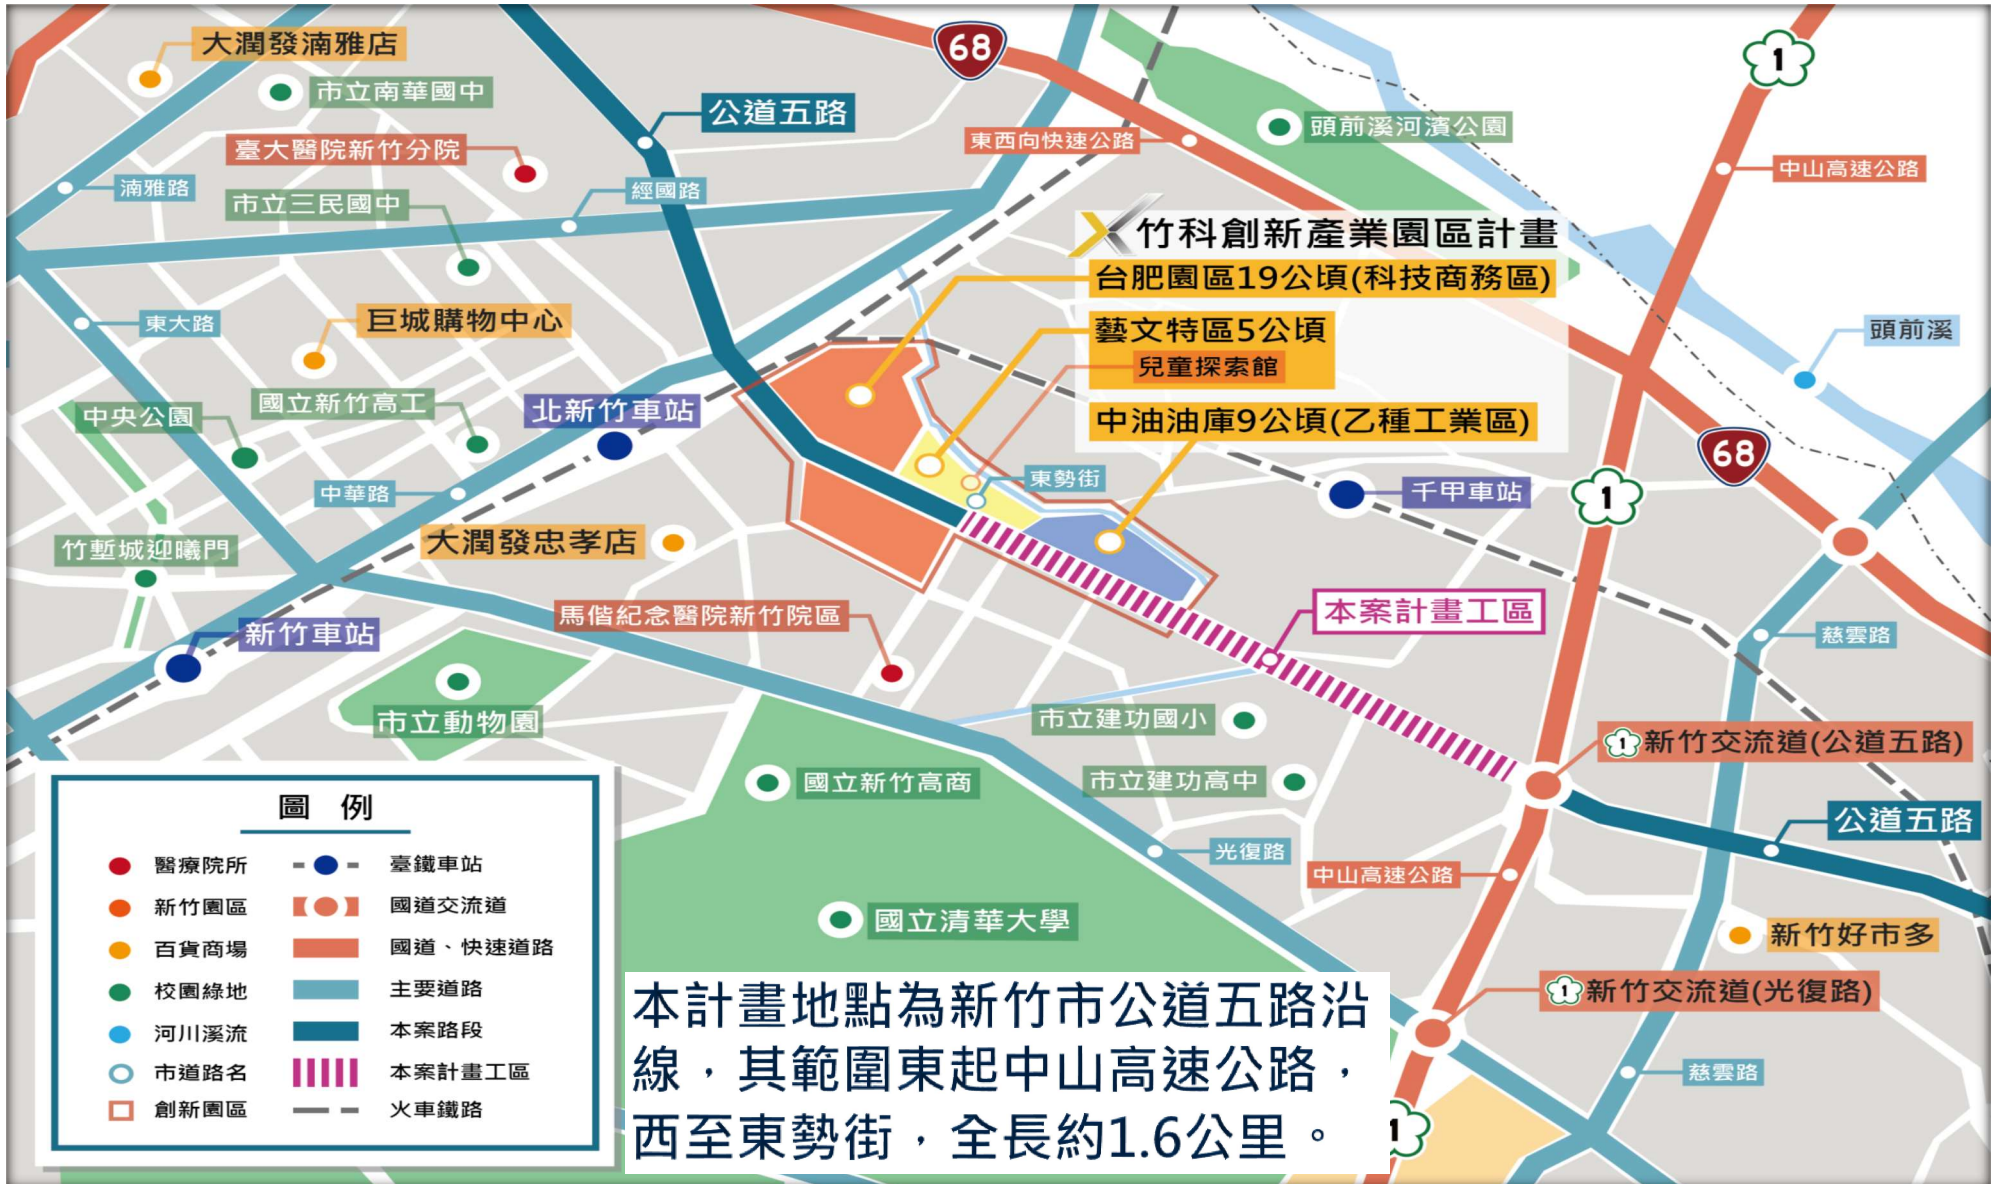 68
1
大潤發湳雅店
市立南華國中
公道五路
頭前溪河濱公園
東西向快速公路
臺大醫院新竹分院
中山高速公路
湳雅路
經國路
市立三民國中
竹科創新產業園區計畫
台肥園區19公頃(科技商務區)
藝文特區5公頃
兒童探索館
中油油庫9公頃(乙種工業區)
東大路
巨城購物中心
頭前溪
國立新竹高工
中央公園
北新竹車站
68
東勢街
中華路
千甲車站
1
大潤發忠孝店
竹塹城迎曦門
馬偕紀念醫院新竹院區
本案計畫工區
新竹車站
慈雲路
市立動物園
市立建功國小
1新竹交流道(公道五路)
國立新竹高商
市立建功高中
公道五路
光復路
中山高速公路
國立清華大學
新竹好市多
1新竹交流道(光復路)
慈雲路
1
圖 例
醫療院所
臺鐵車站
新竹園區
國道交流道
百貨商場
國道、快速道路
校園綠地
主要道路
河川溪流
本案路段
市道路名
本案計畫工區
創新園區
火車鐵路
本計畫地點為新竹市公道五路沿
線，其範圍東起中山高速公路，
西至東勢街，全長約1.6公里。